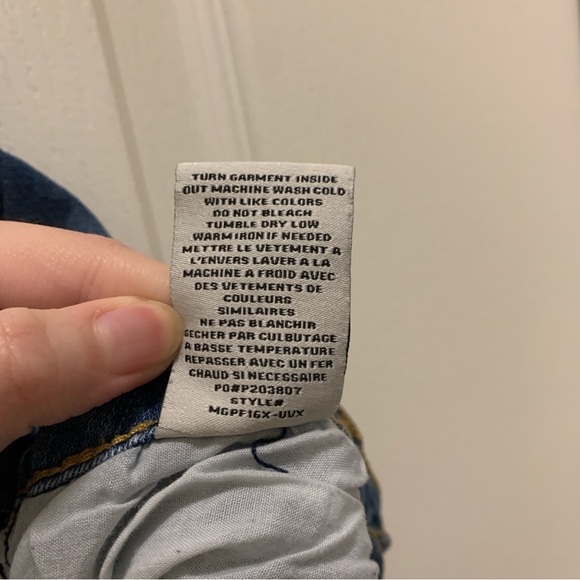 TURN GARMENT INSIDE
OUT MACHINE WASH COLD
WITH LIKE COLORS
DO NOT BLEACH
TUMBLE DRY LOW
WARM IRON IF NEEDED
METTRE LE VETEMENT A
L'ENVERS LAVER A LA
MACHINE A FROID AVEC
DES VETEMENTS DE
COULEURS
SIMILAIRES
NE PAS BLANCHIR
SECHER PAR CULBUTAGE
A BASSE TEMPERATURE
REPASSER AVEC UN FER
CHAUD SI NECESSAIRE
PO#P203807
STYLE#
MGPF16X-UVX